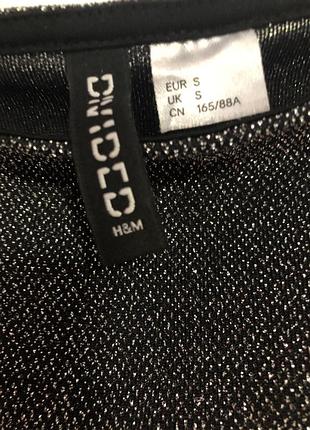 DIVIDED
H&M
EUR S
UK S
CN 165/88A